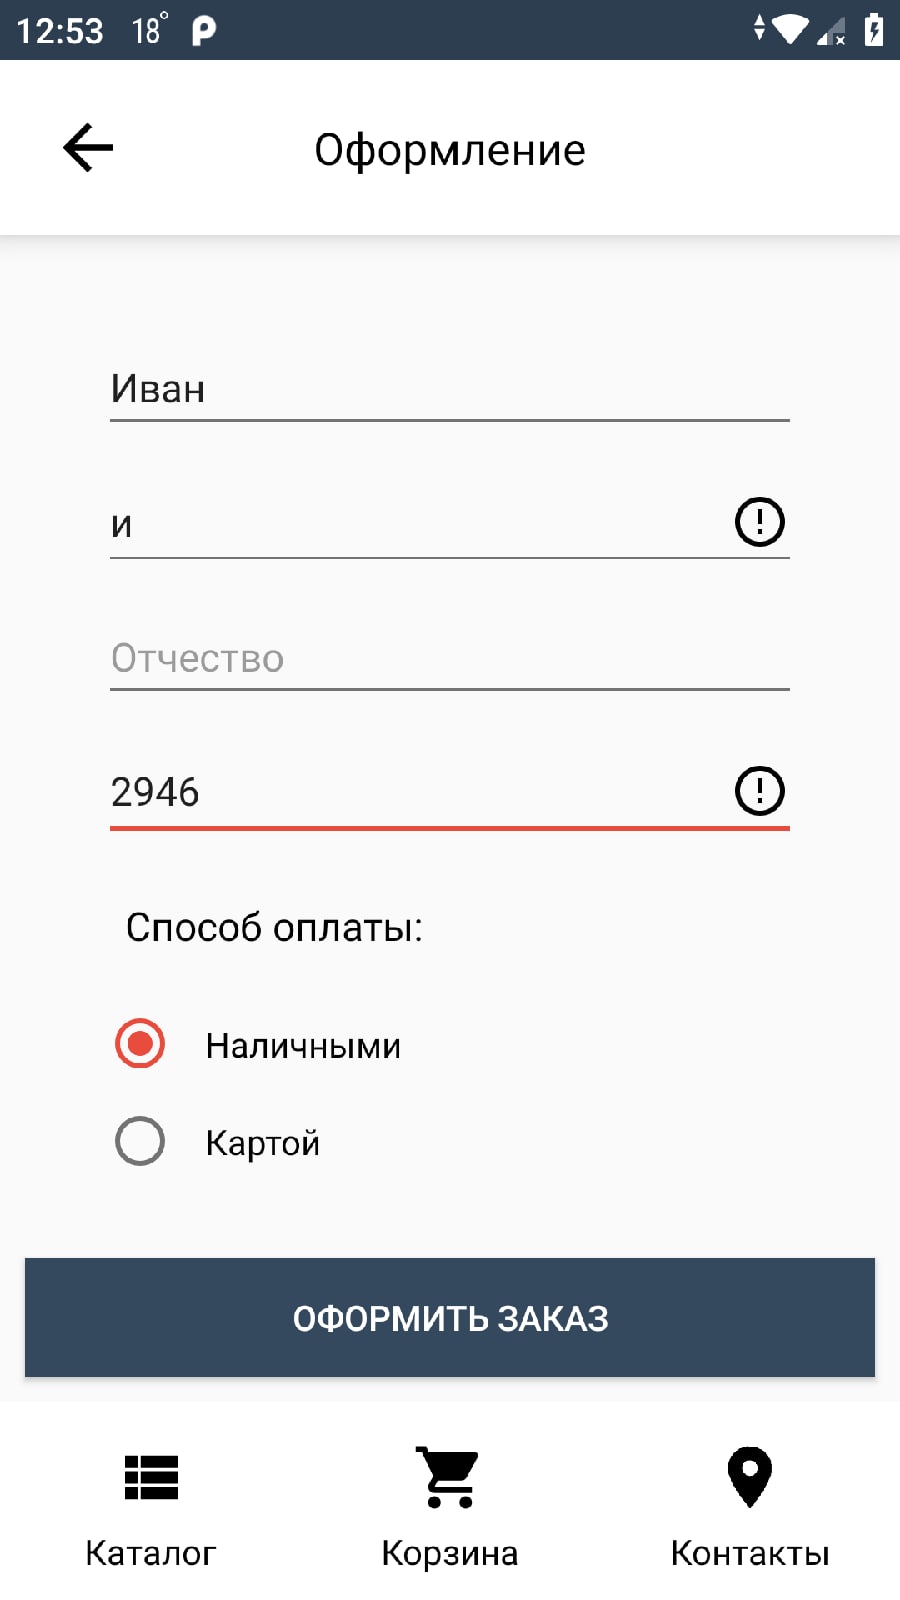 12:53 18°
Оформление
Иван
и
Отчество
2946
Способ оплаты:
Наличными
Картой
ОФОРМИТЬ ЗАКАЗ
Каталог Корзина Контакты